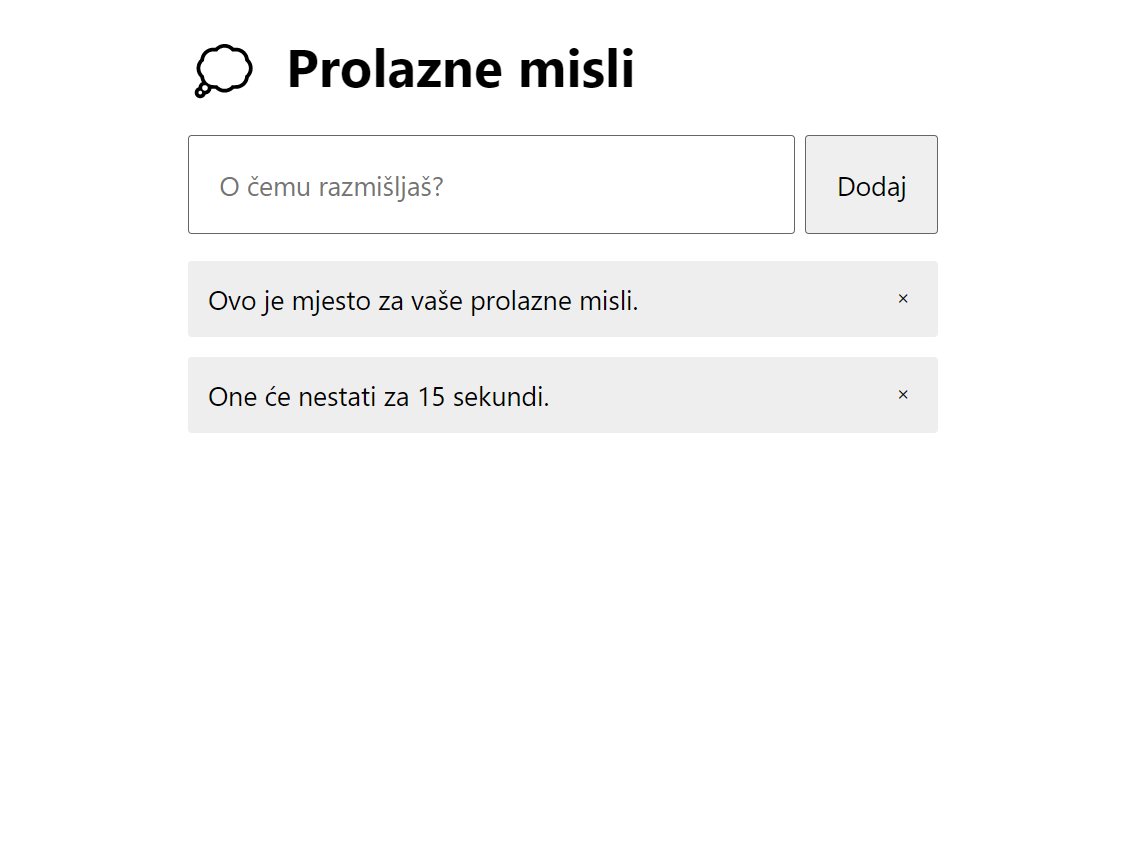 Prolazne misli
O čemu razmišljaš?
Dodaj
Ovo je mjesto za vaše prolazne misli.
×
One će nestati za 15 sekundi.
×